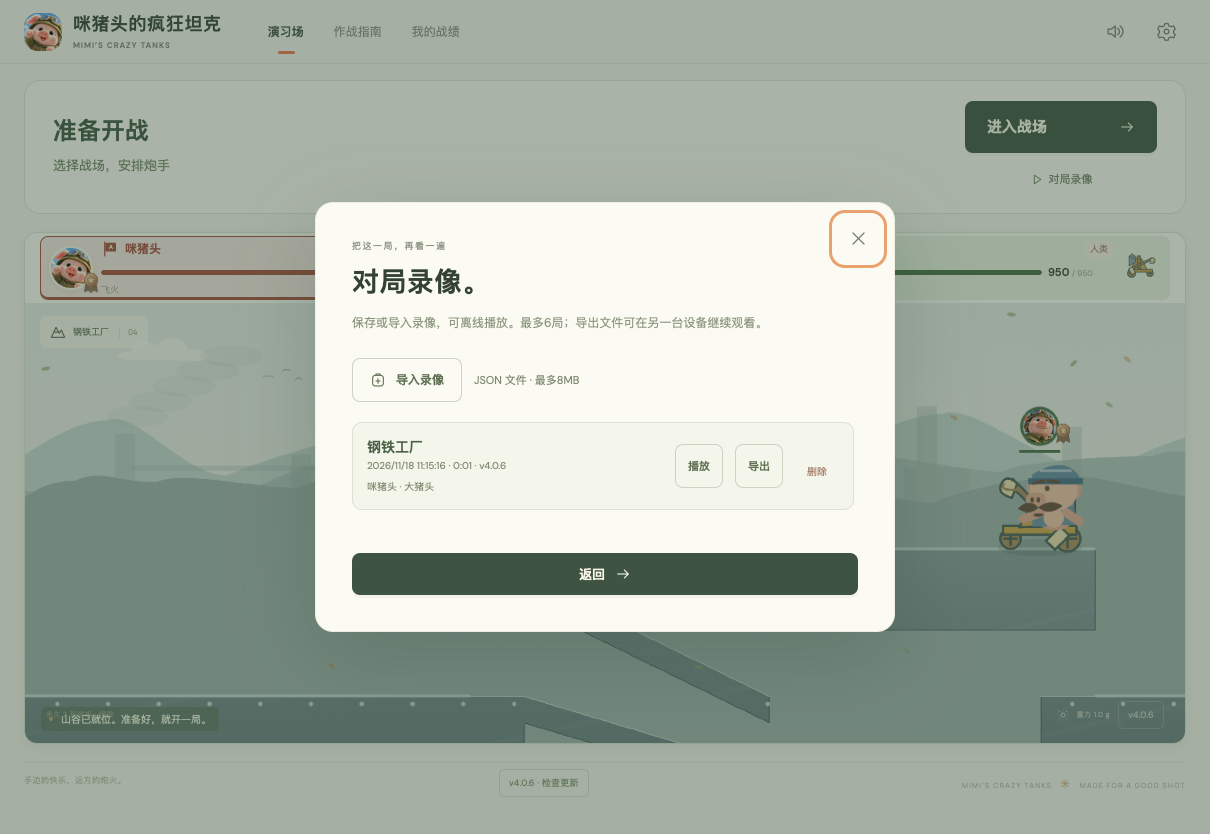 咪猪头的疯狂坦克
MIMI'S CRAZY TANKS
演习场
作战指南
我的战绩
准备开战
选择战场，安排炮手
进入战场
对局录像
咪猪头
飞火
人类
950 / 950
钢铁工厂
04
把这一局，再看一遍
对局录像。
保存或导入录像，可离线播放。最多6局；导出文件可在另一台设备继续观看。
导入录像
JSON 文件 · 最多8MB
钢铁工厂
2026/11/18 11:15:16 · 0:01 · v4.0.6
咪猪头 · 大猪头
播放
导出
删除
返回
山谷已就位。准备好，就开一局。
重力 1.0 g
v4.0.6
手边的快乐，远方的炮火。
v4.0.6 · 检查更新
MIMI'S CRAZY TANKS
MADE FOR A GOOD SHOT